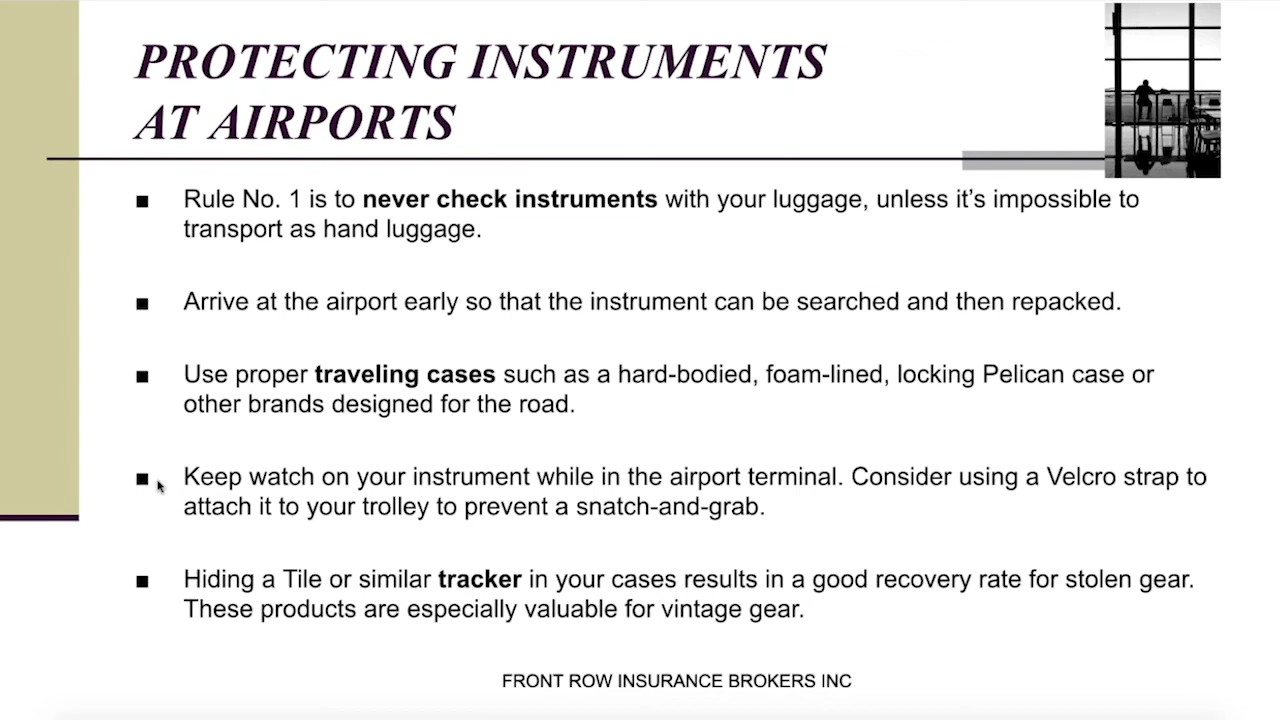 PROTECTING INSTRUMENTS
AT AIRPORTS
■ Rule No. 1 is to never check instruments with your luggage, unless it’s impossible to
transport as hand luggage.
■ Arrive at the airport early so that the instrument can be searched and then repacked.
■ Use proper traveling cases such as a hard-bodied, foam-lined, locking Pelican case or
other brands designed for the road.
■ Keep watch on your instrument while in the airport terminal. Consider using a Velcro strap to
attach it to your trolley to prevent a snatch-and-grab.
■ Hiding a Tile or similar tracker in your cases results in a good recovery rate for stolen gear.
These products are especially valuable for vintage gear.
FRONT ROW INSURANCE BROKERS INC